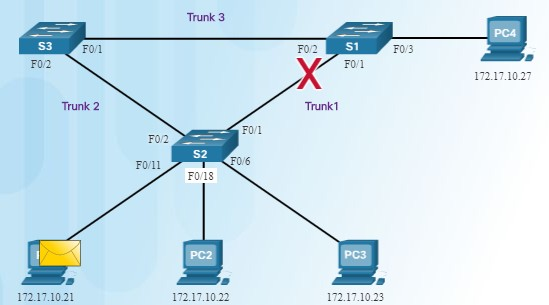 Trunk 3
S3
F0/1
F0/2
S1
F0/3
PC4
F0/2
F0/1
172.17.10.27
Trunk 2
Trunk1
F0/2
F0/1
S2
F0/11
F0/6
F0/18
PC2
PC3
172.17.10.21
172.17.10.22
172.17.10.23